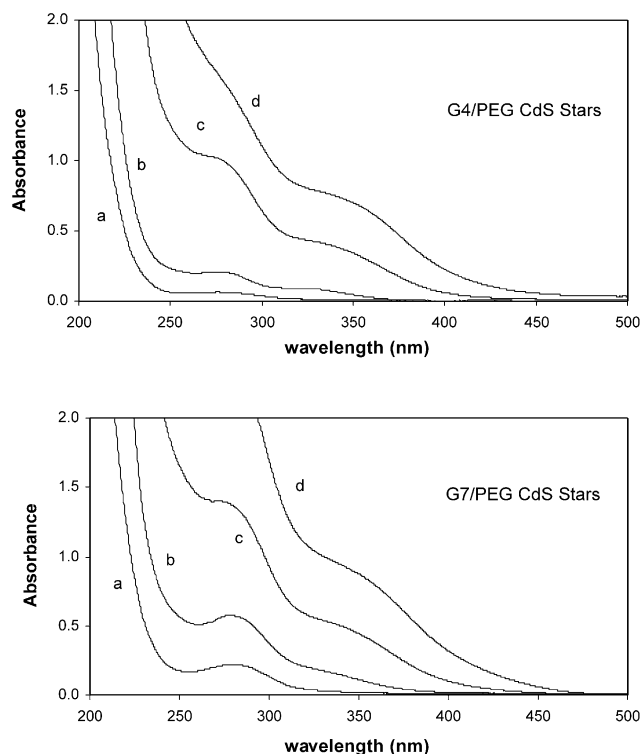 2.0
1.5
1.0
0.5
0.0
Absorbance
a
b
c
d
G4/PEG CdS Stars
200 250 300 350 400 450 500
wavelength (nm)
2.0
1.5
1.0
0.5
0.0
Absorbance
a
b
c
d
G7/PEG CdS Stars
200 250 300 350 400 450 500
wavelength (nm)